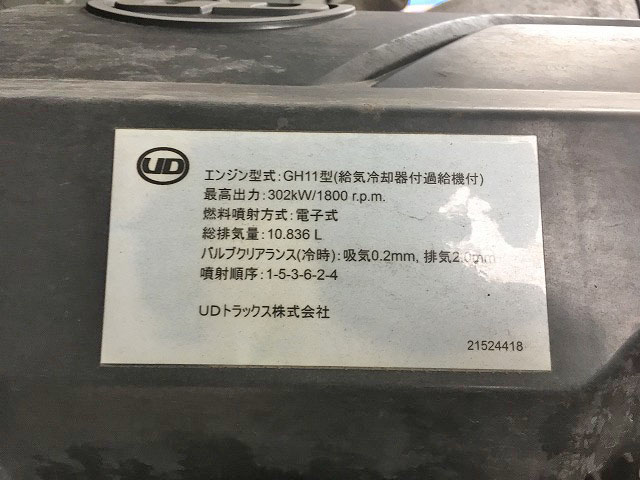 UD
エンジン型式:GH11型(給気冷却器付過給機付)
最高出力:302kW/1800 r.p.m.
燃料噴射方式:電子式
総排気量:10.836 L
バルブクリアランス(冷時):吸気0.2mm, 排気2.0mm
噴射順序:1-5-3-6-2-4
UDトラックス株式会社
21524418